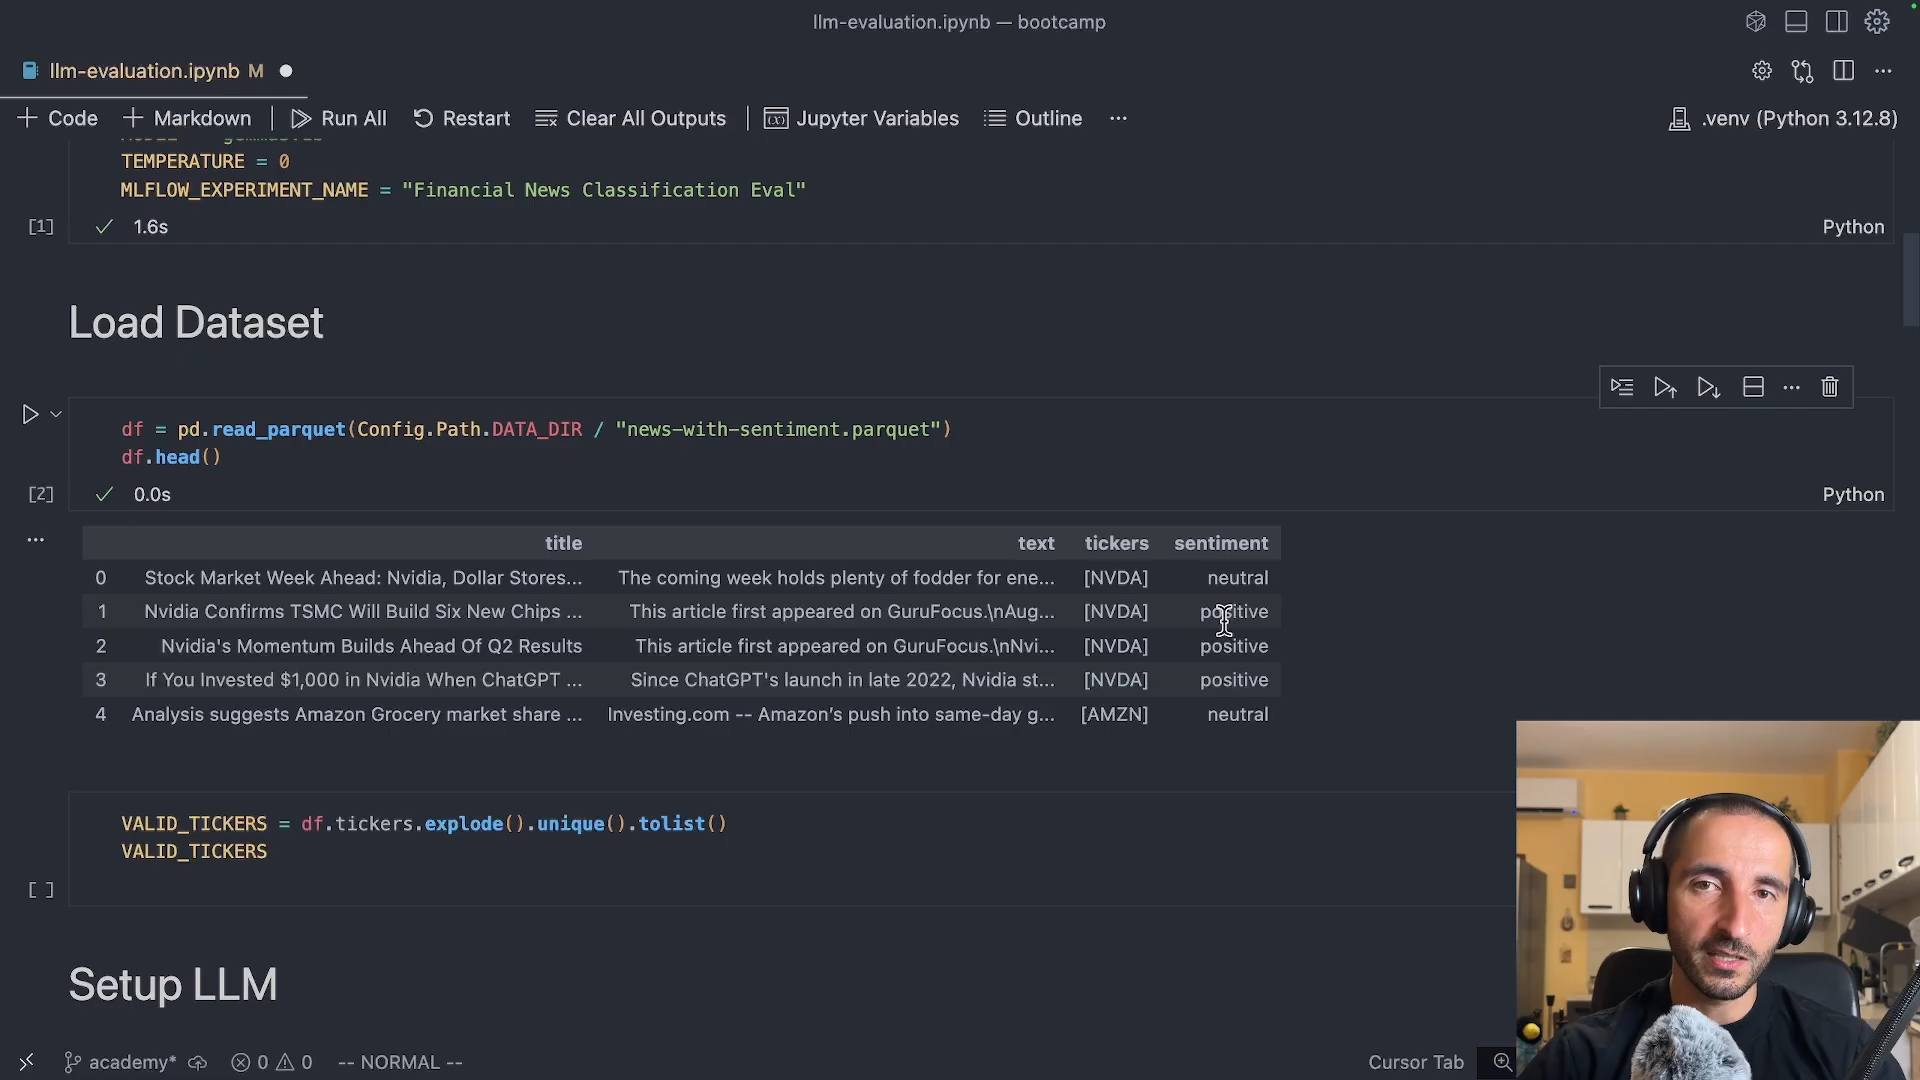 llm-evaluation.ipynb — bootcamp
llm-evaluation.ipynb M
Code Markdown Run All Restart Clear All Outputs Jupyter Variables Outline ... .venv (Python 3.12.8)
TEMPERATURE = 0
MLFLOW_EXPERIMENT_NAME = "Financial News Classification Eval"
[1] 1.6s Python
Load Dataset
df = pd.read_parquet(Config.Path.DATA_DIR / "news-with-sentiment.parquet")
df.head()
[2] 0.0s Python
title text tickers sentiment
0 Stock Market Week Ahead: Nvidia, Dollar Stores... The coming week holds plenty of fodder for ene... [NVDA] neutral
1 Nvidia Confirms TSMC Will Build Six New Chips ... This article first appeared on GuruFocus.\nAug... [NVDA] positive
2 Nvidia's Momentum Builds Ahead Of Q2 Results This article first appeared on GuruFocus.\nNvi... [NVDA] positive
3 If You Invested $1,000 in Nvidia When ChatGPT ... Since ChatGPT's launch in late 2022, Nvidia st... [NVDA] positive
4 Analysis suggests Amazon Grocery market share ... Investing.com -- Amazon’s push into same-day g... [AMZN] neutral
VALID_TICKERS = df.tickers.explode().unique().tolist()
VALID_TICKERS
[ ]
Setup LLM
academy* 0 0 -- NORMAL -- Cursor Tab